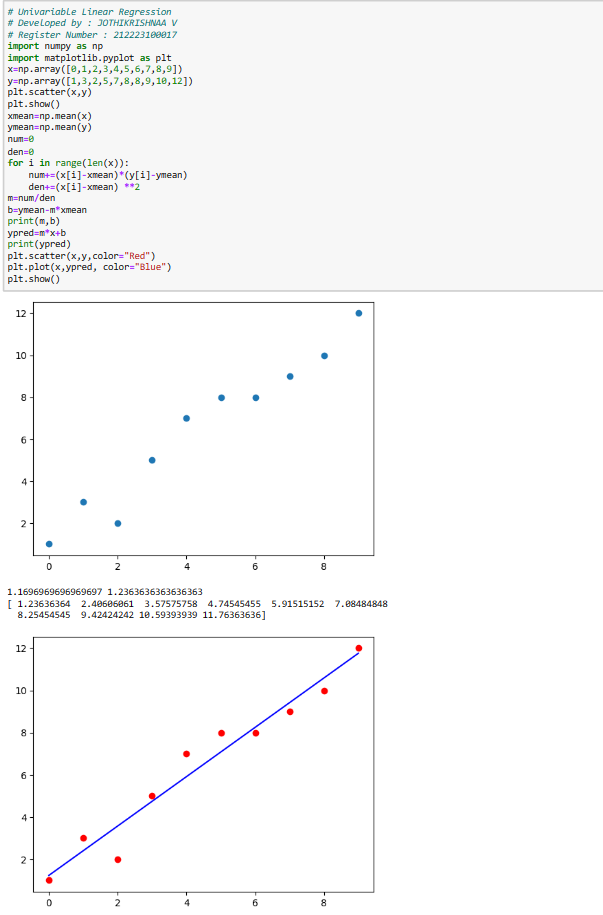 # Univariable Linear Regression
# Developed by : JOTHIKRISHNAA V
# Register Number : 212223100017
import numpy as np
import matplotlib.pyplot as plt
x=np.array([0,1,2,3,4,5,6,7,8,9])
y=np.array([1,3,2,5,7,8,8,9,10,12])
plt.scatter(x,y)
plt.show()
xmean=np.mean(x)
ymean=np.mean(y)
num=0
den=0
for i in range(len(x)):
    num+=(x[i]-xmean)*(y[i]-ymean)
    den+=(x[i]-xmean) **2
m=num/den
b=ymean-m*xmean
print(m,b)
ypred=m*x+b
print(ypred)
plt.scatter(x,y,color="Red")
plt.plot(x,ypred, color="Blue")
plt.show()
12
10
8
6
4
2
0 2 4 6 8
1.1696969696969697 1.2363636363636363
[ 1.23636364  2.40606061  3.57575758  4.74545455  5.91515152  7.08484848
  8.25454545  9.42424242 10.59393939 11.76363636]
12
10
8
6
4
2
0 2 4 6 8